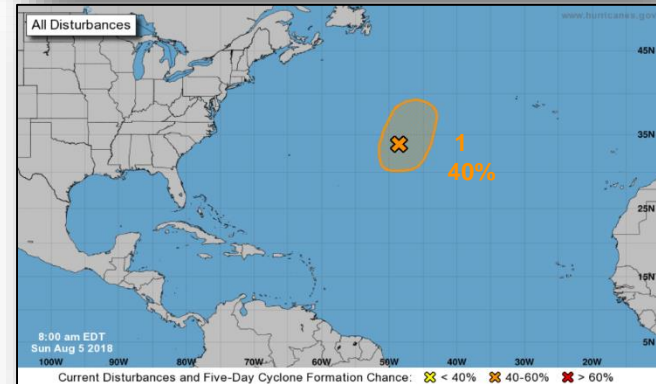 All Disturbances
www.hurricanes.gov
45N
35N
1
40%
25N
15N
8:00 am EDT
Sun Aug 5 2018
5N
100W 90W 80W 70W 60W 50W 40W 30W 20W
Current Disturbances and Five-Day Cyclone Formation Chance: < 40% 40-60% > 60%